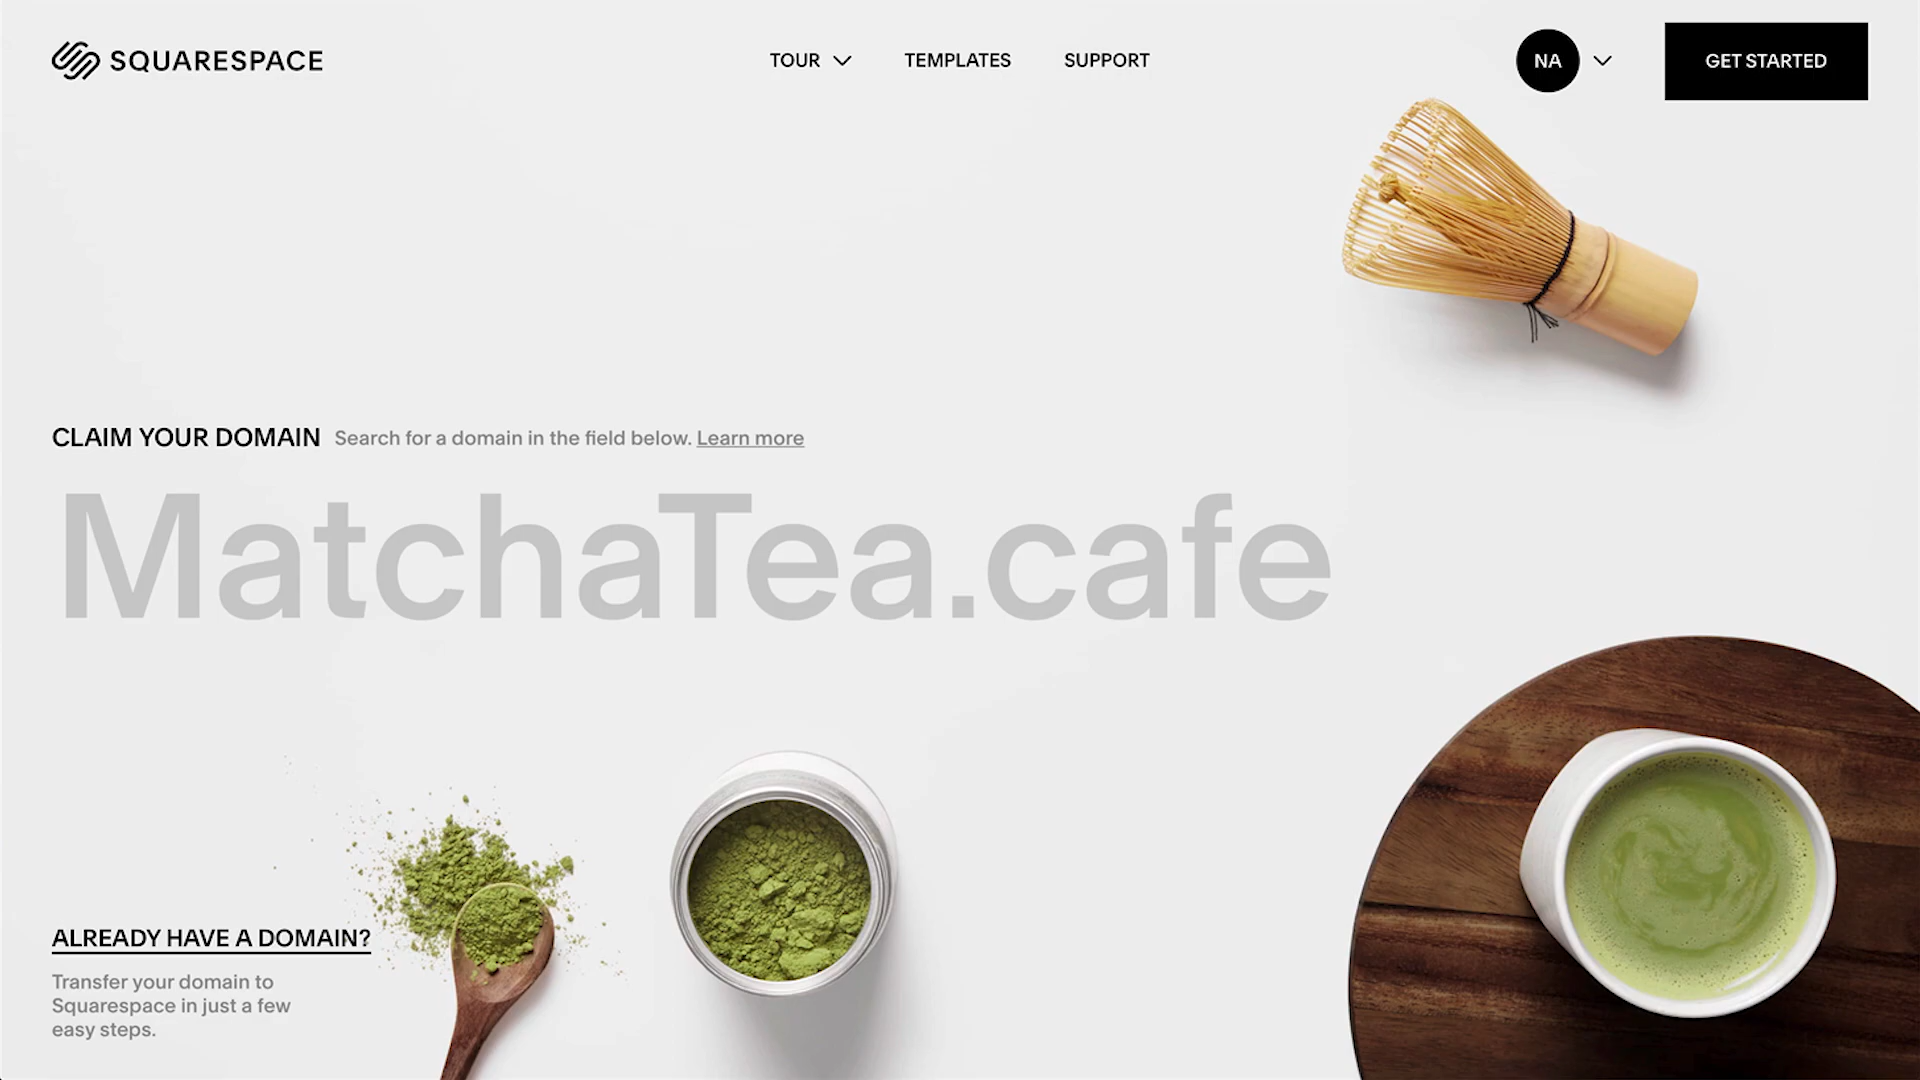 SQUARESPACE
TOUR TEMPLATES SUPPORT
NA
GET STARTED
CLAIM YOUR DOMAIN Search for a domain in the field below. Learn more
MatchaTea.cafe
ALREADY HAVE A DOMAIN?
Transfer your domain to
Squarespace in just a few
easy steps.